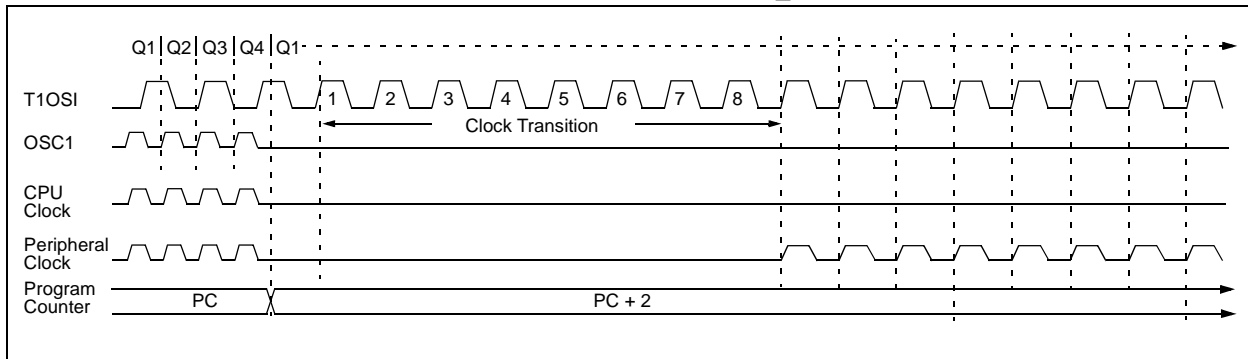 Q1 Q2 Q3 Q4 Q1
T1OSI
1 2 3 4 5 6 7 8
Clock Transition
OSC1
CPU
Clock
Peripheral
Clock
Program
Counter
PC
PC + 2